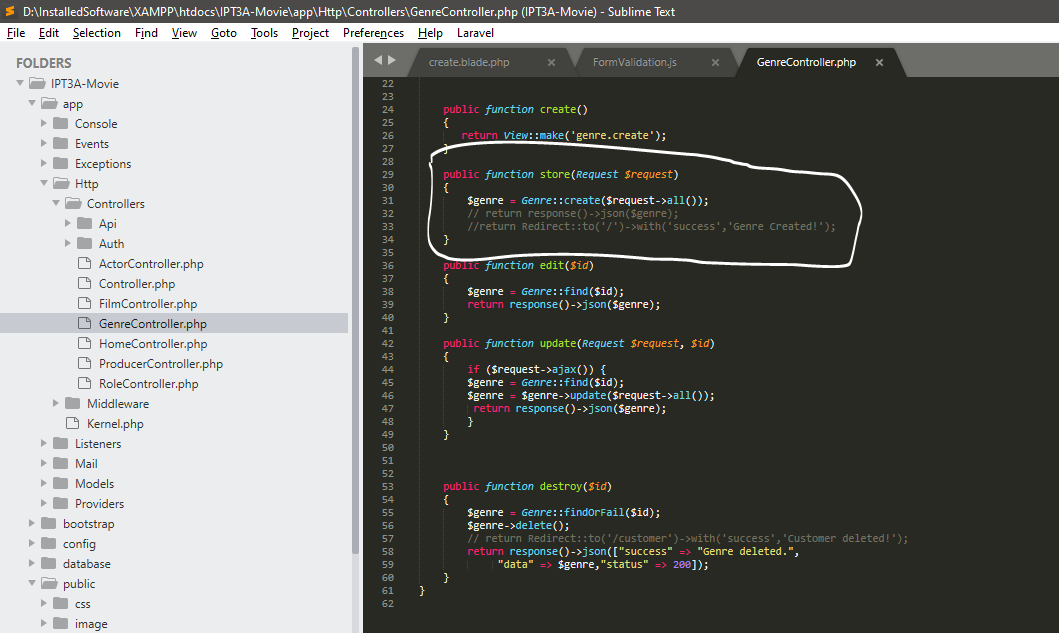 D:\InstalledSoftware\XAMPP\htdocs\IPT3A-Movie\app\Http\Controllers\GenreController.php (IPT3A-Movie) - Sublime Text
File Edit Selection Find View Goto Tools Project Preferences Help Laravel
FOLDERS
IPT3A-Movie
app
Console
Events
Exceptions
Http
Controllers
Api
Auth
ActorController.php
Controller.php
FilmController.php
GenreController.php
HomeController.php
ProducerController.php
RoleController.php
Middleware
Kernel.php
Listeners
Mail
Models
Providers
bootstrap
config
database
public
css
image
create.blade.php FormValidation.js GenreController.php
22
23
24 public function create()
25 {
26 return View::make('genre.create');
27 }
28
29 public function store(Request $request)
30 {
31 $genre = Genre::create($request->all());
32 // return response()->json($genre);
33 //return Redirect::to('/')->with('success','Genre Created!');
34 }
35
36 public function edit($id)
37 {
38 $genre = Genre::find($id);
39 return response()->json($genre);
40 }
41
42 public function update(Request $request, $id)
43 {
44 if ($request->ajax()) {
45 $genre = Genre::find($id);
46 $genre = $genre->update($request->all());
47 return response()->json($genre);
48 }
49 }
50
51
52
53 public function destroy($id)
54 {
55 $genre = Genre::findOrFail($id);
56 $genre->delete();
57 // return Redirect::to('/customer')->with('success','Customer deleted!');
58 return response()->json(["success" => "Genre deleted.",
59 "data" => $genre,"status" => 200]);
60 }
61 }
62